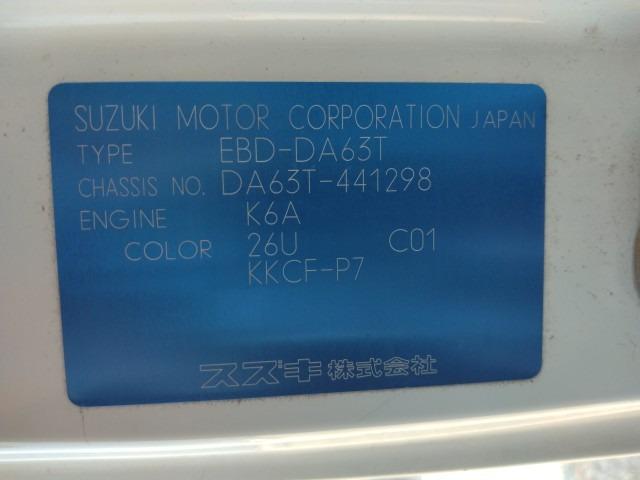 SUZUKI MOTOR CORPORATION JAPAN
TYPE EBD-DA63T
CHASSIS NO. DA63T-441298
ENGINE K6A
COLOR 26U C01
KKCF-P7
スズキ株式会社